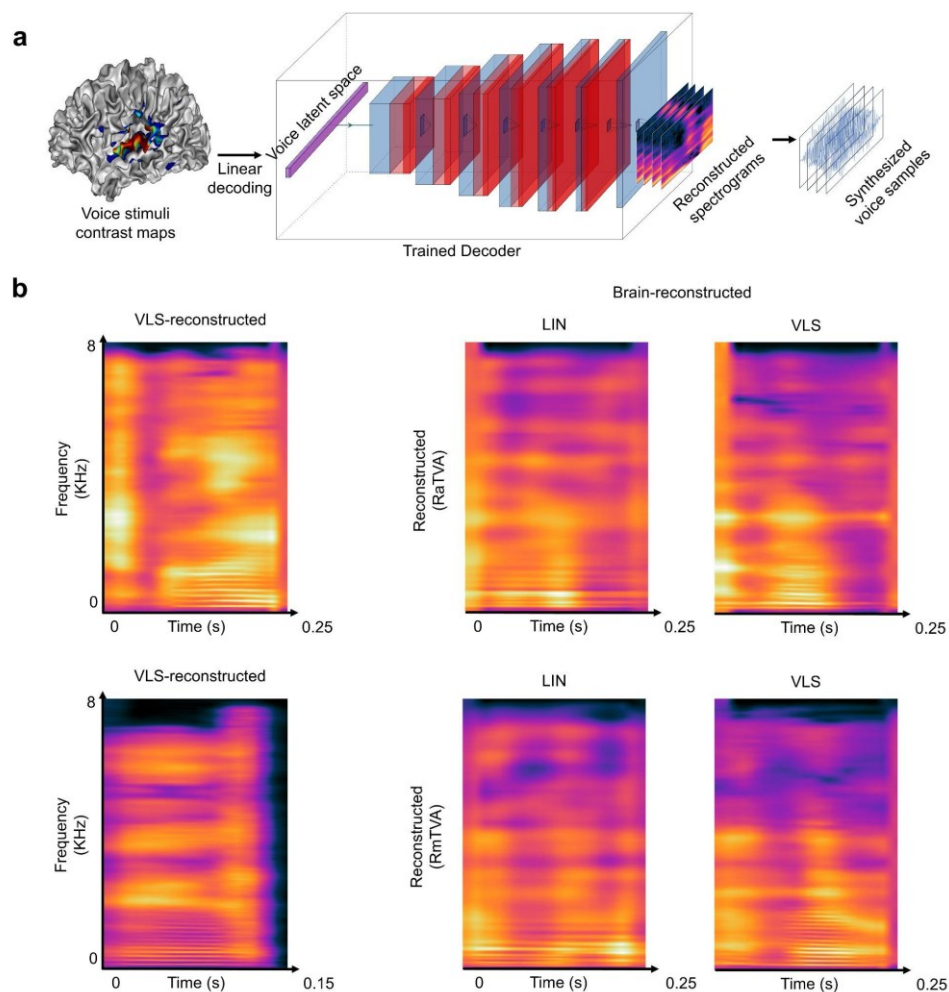 a
Voice stimuli
contrast maps
Linear
decoding
Voice latent space
Trained Decoder
Reconstructed
spectrograms
Synthesized
voice samples
b
Brain-reconstructed
VLS-reconstructed
LIN
VLS
8
Frequency
(KHz)
0
0
Time (s)
0.25
Reconstructed
(RaTVA)
0
Time (s)
0.25
Time (s)
0.25
VLS-reconstructed
LIN
VLS
8
Frequency
(KHz)
0
0
Time (s)
0.15
Reconstructed
(RmTVA)
0
Time (s)
0.25
Time (s)
0.25